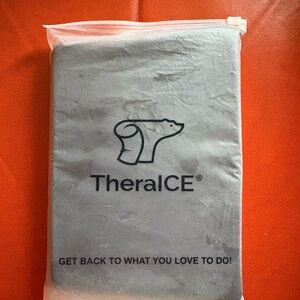 TheraICE®
GET BACK TO WHAT YOU LOVE TO DO!